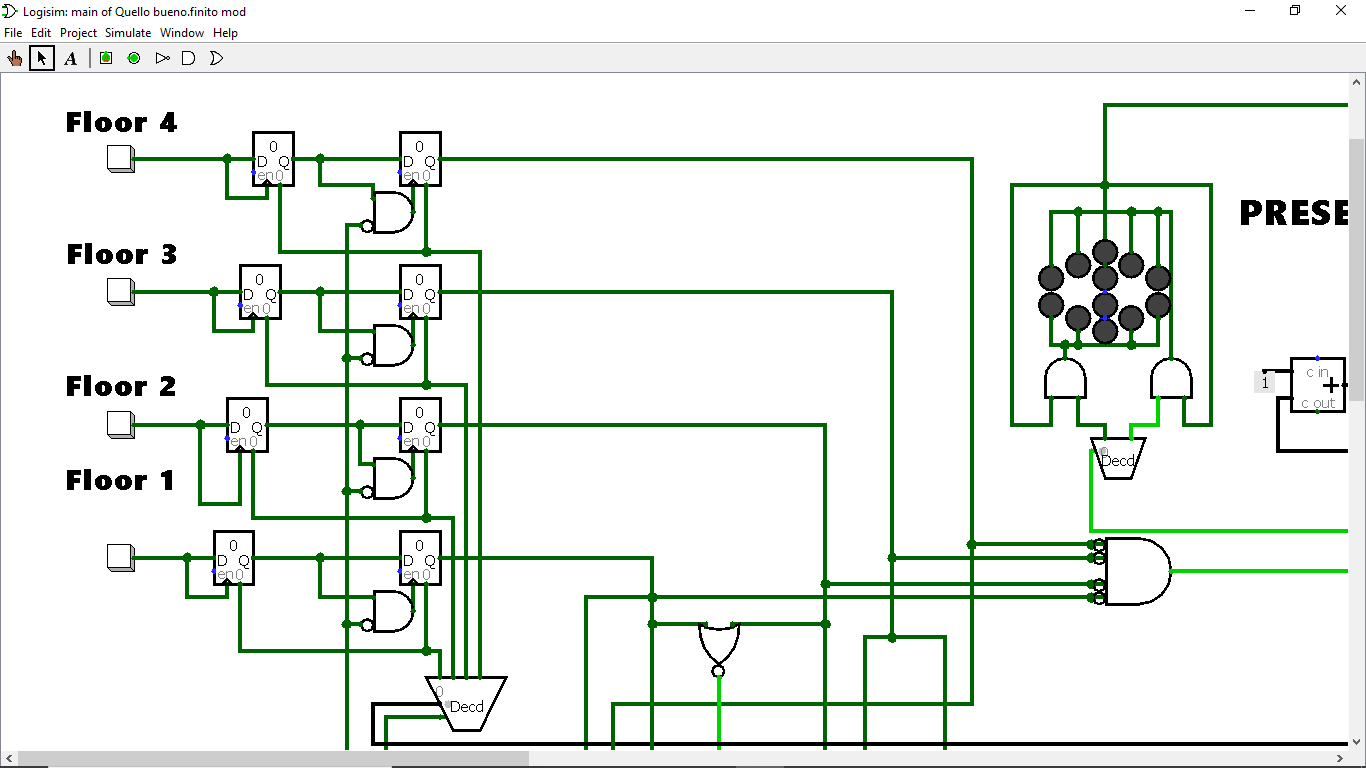 Logisim: main of Quello bueno.finito mod
File Edit Project Simulate Window Help
A
Floor 4
0
D Q
en 0
0
D Q
en 0
PRESE
Floor 3
0
D Q
en 0
0
D Q
en 0
1
c in
+
c out
Floor 2
0
D Q
en 0
0
D Q
en 0
0
Decd
Floor 1
0
D Q
en 0
0
D Q
en 0
0
Decd